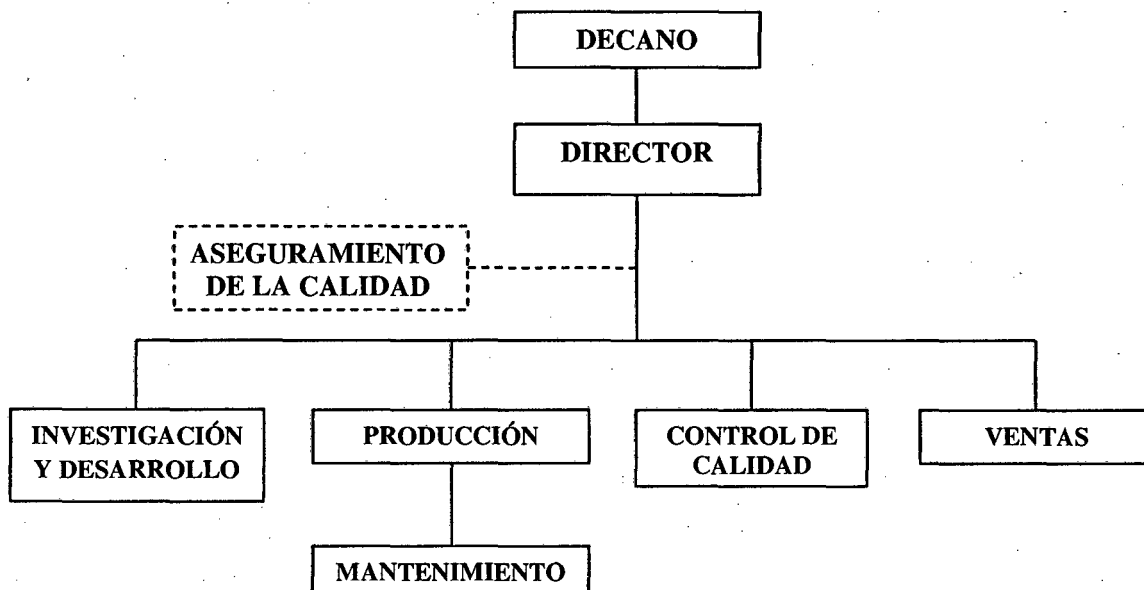 DECANO
DIRECTOR
ASEGURAMIENTO
DE LA CALIDAD
INVESTIGACIÓN
Y DESARROLLO
PRODUCCIÓN
CONTROL DE
CALIDAD
VENTAS
MANTENIMIENTO